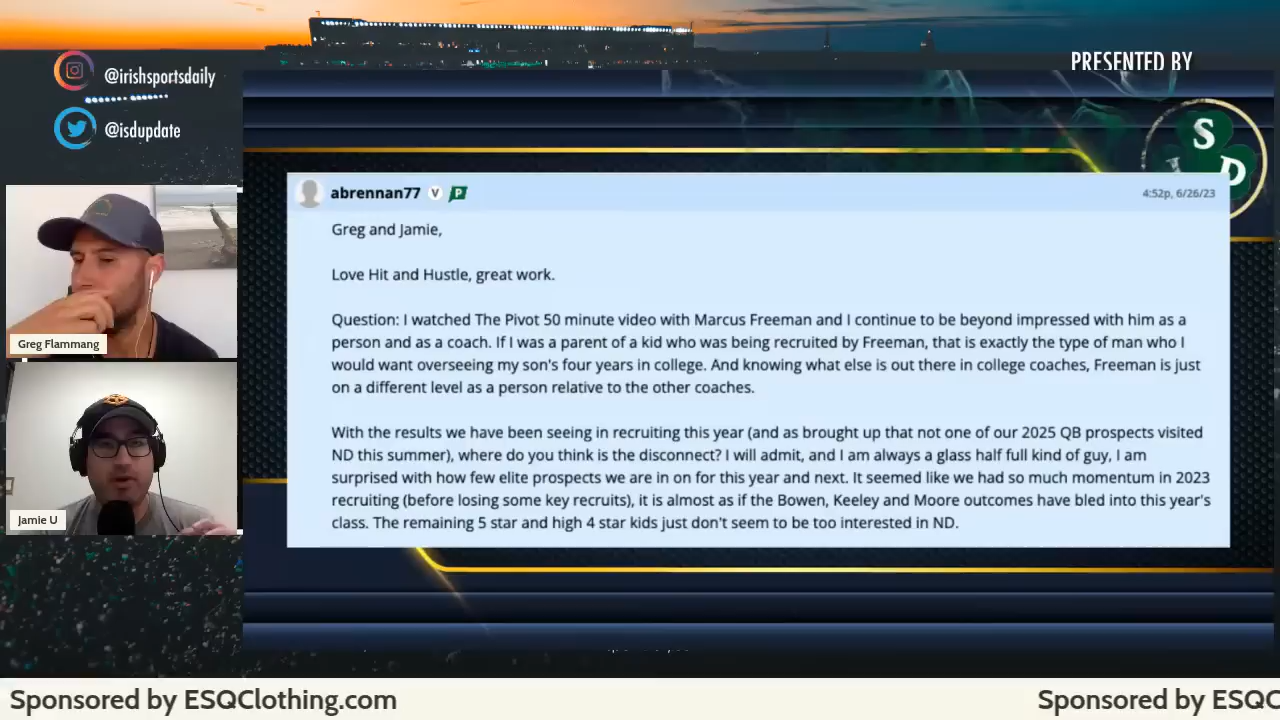 @irishsportsdaily
@isdupdate
PRESENTED BY
S
D
abrennan77 V P
4:52p, 6/26/23
Greg and Jamie,
Love Hit and Hustle, great work.
Question: I watched The Pivot 50 minute video with Marcus Freeman and I continue to be beyond impressed with him as a
person and as a coach. If I was a parent of a kid who was being recruited by Freeman, that is exactly the type of man who I
would want overseeing my son's four years in college. And knowing what else is out there in college coaches, Freeman is just
on a different level as a person relative to the other coaches.
With the results we have been seeing in recruiting this year (and as brought up that not one of our 2025 QB prospects visited
ND this summer), where do you think is the disconnect? I will admit, and I am always a glass half full kind of guy, I am
surprised with how few elite prospects we are in on for this year and next. It seemed like we had so much momentum in 2023
recruiting (before losing some key recruits), it is almost as if the Bowen, Keeley and Moore outcomes have bled into this year's
class. The remaining 5 star and high 4 star kids just don't seem to be too interested in ND.
Greg Flammang
Jamie U
Sponsored by ESQClothing.com
Sponsored by ESQC